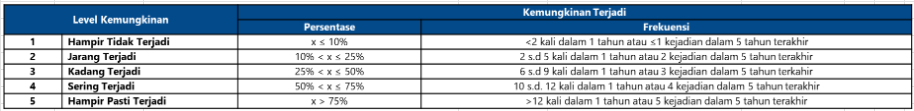 Level Kemungkinan
Kemungkinan Terjadi
Persentase
Frekuensi
1 Hampir Tidak Terjadi x ≤ 10% <2 kali dalam 1 tahun atau ≤1 kejadian dalam 5 tahun terakhir
2 Jarang Terjadi 10% < x ≤ 25% 2 s.d 5 kali dalam 1 tahun atau 2 kejadian dalam 5 tahun terakhir
3 Kadang Terjadi 25% < x ≤ 50% 6 s.d 9 kali dalam 1 tahun atau 3 kejadian dalam 5 tahun terkahir
4 Sering Terjadi 50% < x ≤ 75% 10 s.d. 12 kali dalam 1 tahun atau 4 kejadian dalam 5 tahun terakhir
5 Hampir Pasti Terjadi x > 75% >12 kali dalam 1 tahun atau 5 kejadian dalam 5 tahun terakhir